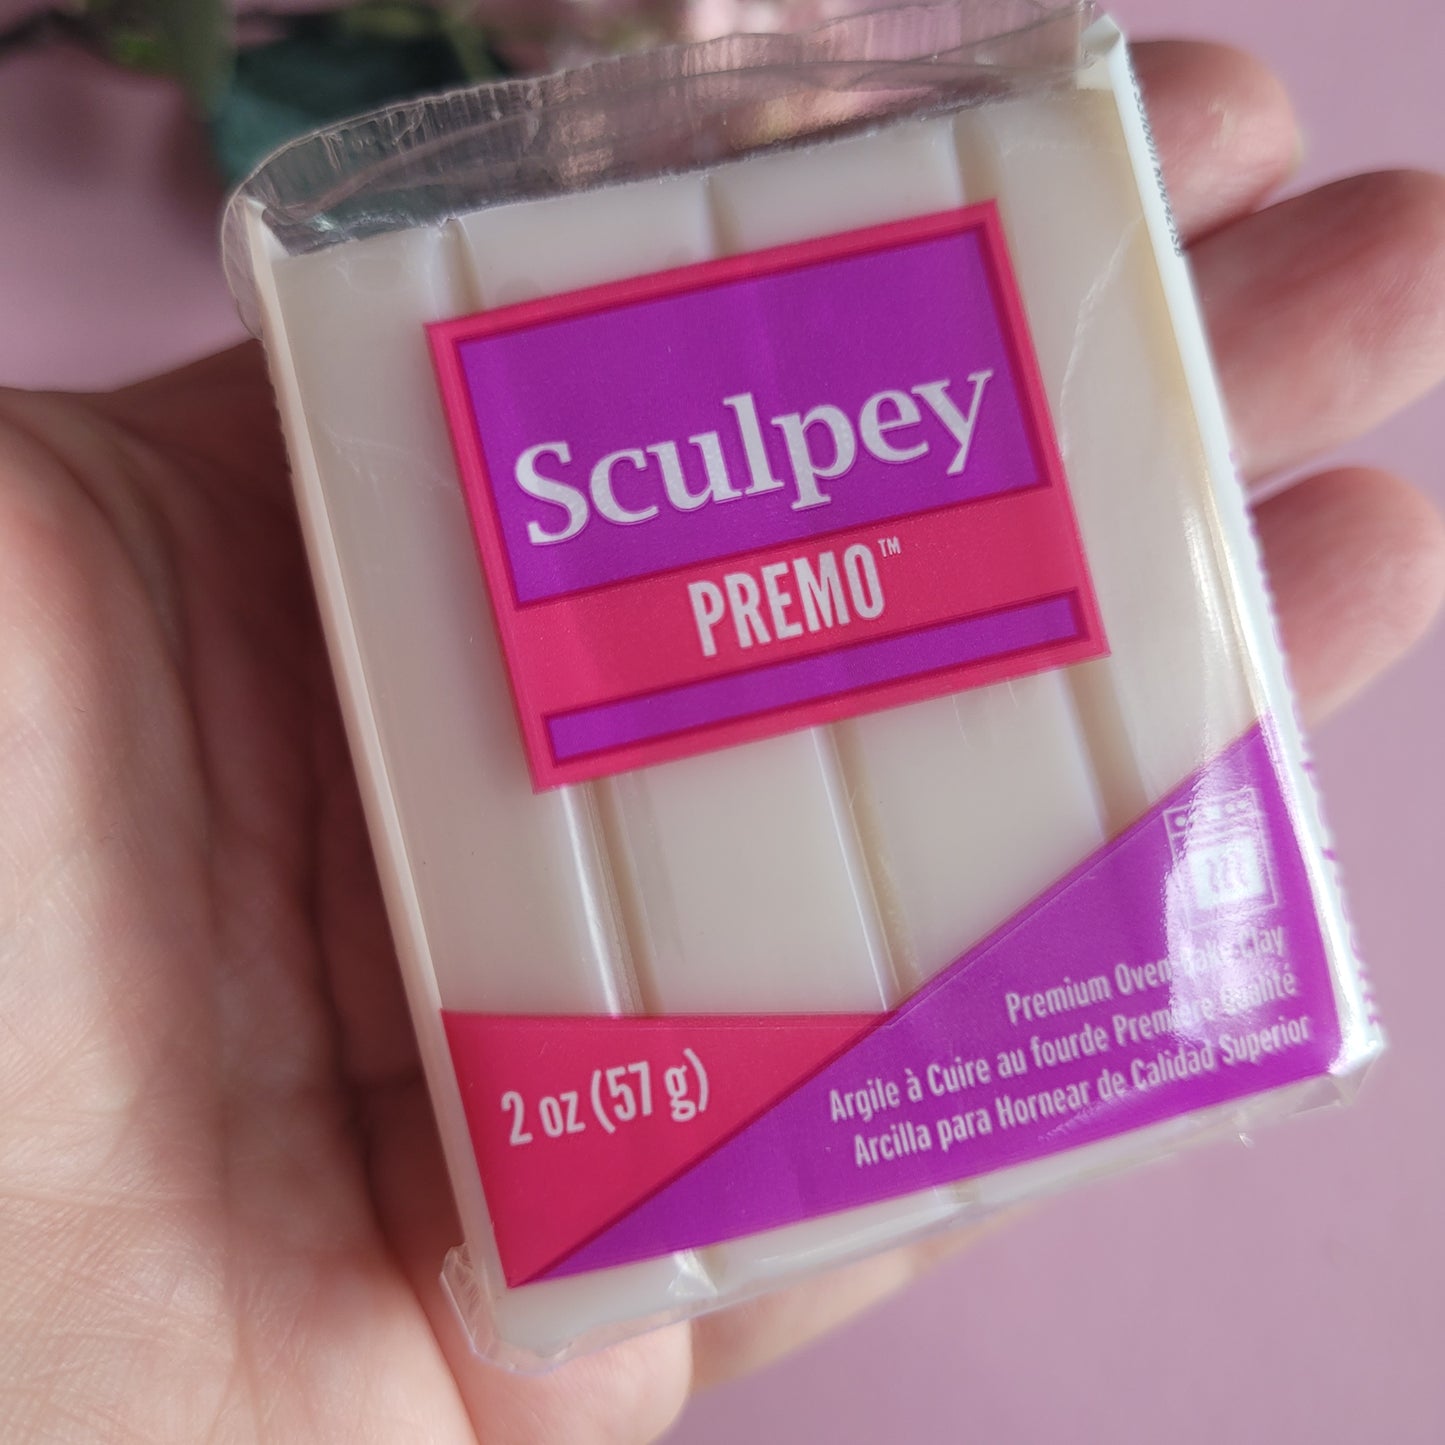 Sculpey
PREMO™
2 oz (57 g)
Premium Oven Bake Clay
Argile à Cuire au fourde Première Qualité
Arcilla para Hornear de Calidad Superior